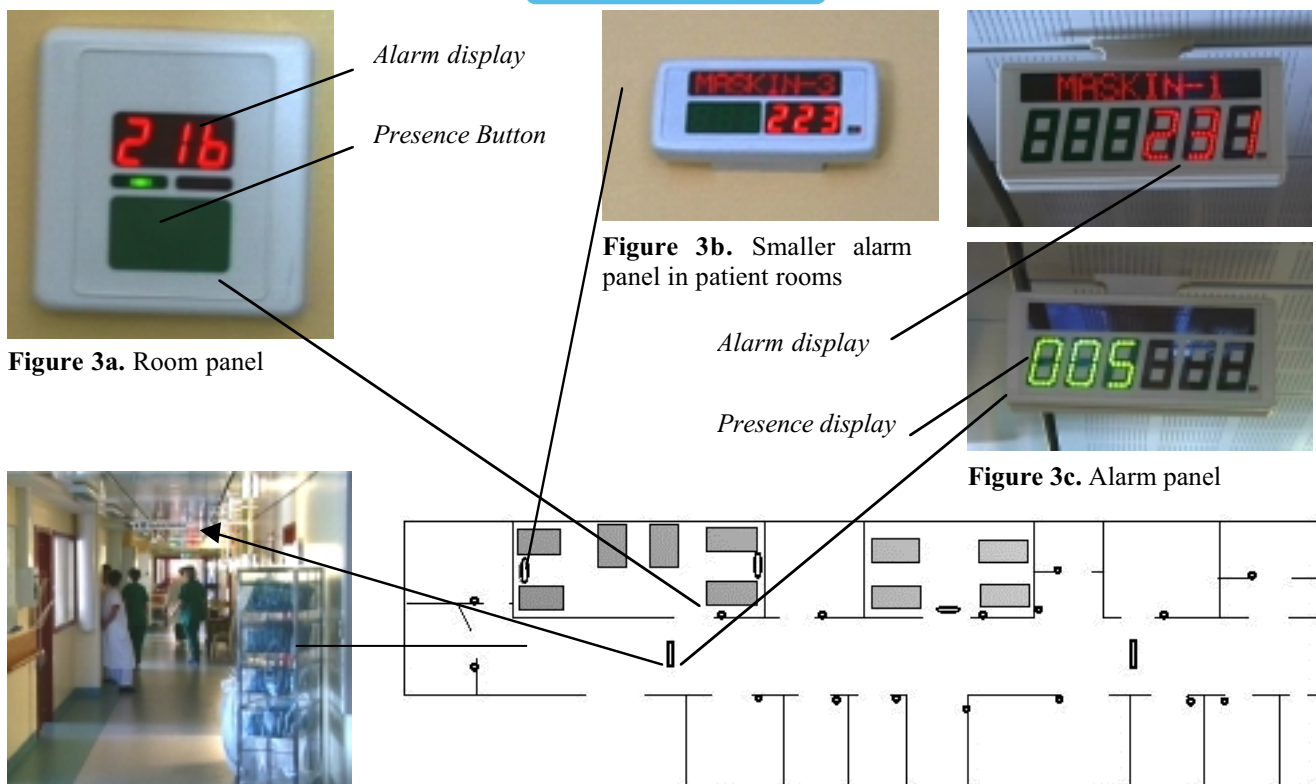 216
Alarm display
Presence Button
Figure 3a. Room panel
MASKIN-3
223
Figure 3b. Smaller alarm
panel in patient rooms
MASKIN-1
231
Alarm display
005
Presence display
Figure 3c. Alarm panel